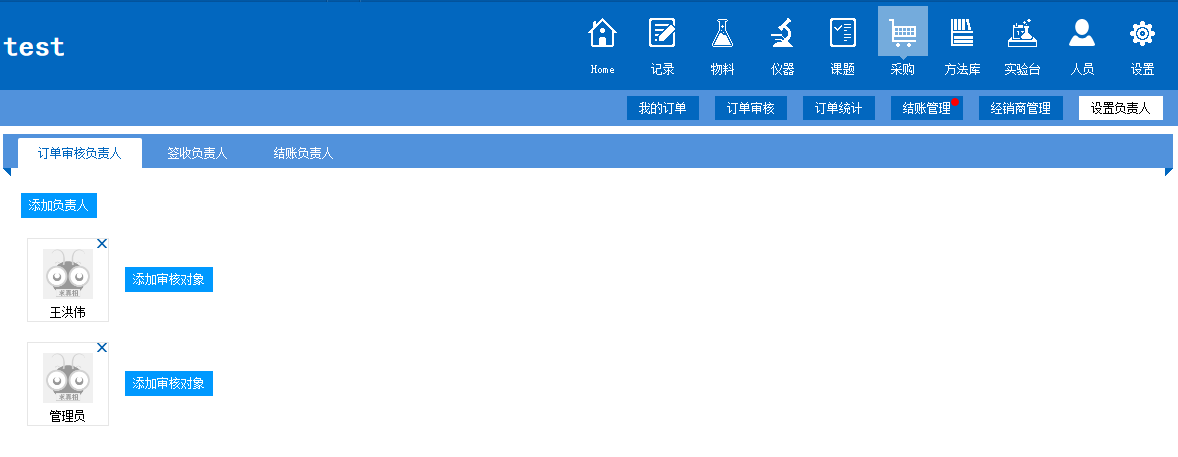 test
Home 记录 物料 仪器 课题 采购 方法库 实验台 人员 设置
我的订单 订单审核 订单统计 结账管理 经销商管理 设置负责人
订单审核负责人 签收负责人 结账负责人
添加负责人
王洪伟
添加审核对象
管理员
添加审核对象